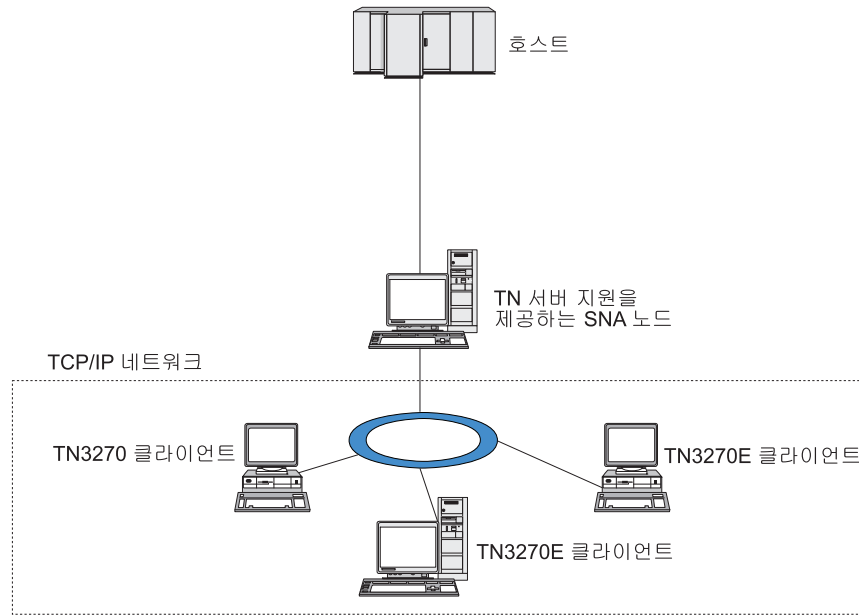 호스트
TN 서버 지원을
제공하는 SNA 노드
TCP/IP 네트워크
TN3270 클라이언트
TN3270E 클라이언트
TN3270E 클라이언트